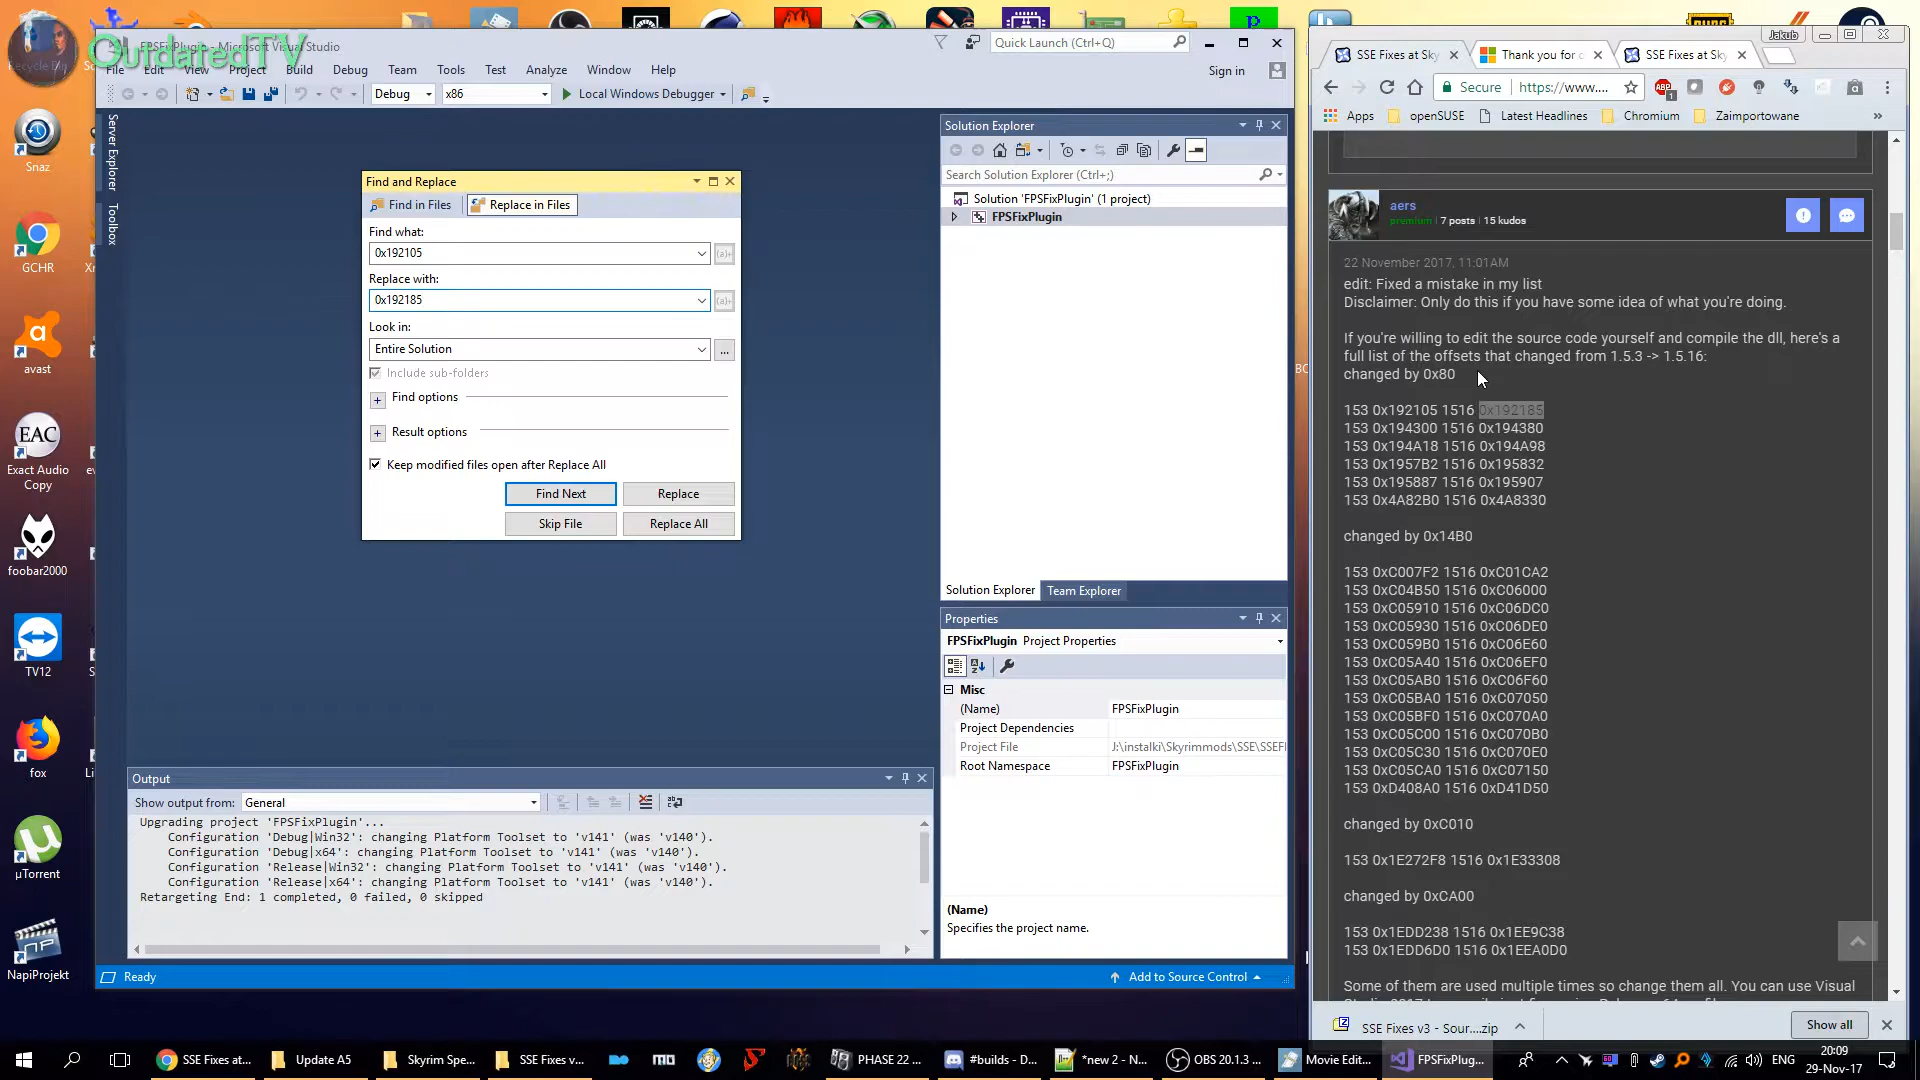 OutdatedTV
FPSFixPlugin - Microsoft Visual Studio
Quick Launch (Ctrl+Q)
File Edit View Project Build Debug Team Tools Test Analyze Window Help
Sign in
Debug x86 Local Windows Debugger
Server Explorer
Toolbox
Recycle Bin
Snaz
GCHR
avast
Exact Audio
Copy
foobar2000
TV12
fox
µTorrent
NapiProjekt
Find and Replace
Find in Files Replace in Files
Find what:
0x192105
Replace with:
0x192185
Look in:
Entire Solution
...
Include sub-folders
Find options
Result options
Keep modified files open after Replace All
Find Next Replace
Skip File Replace All
Solution Explorer
Search Solution Explorer (Ctrl+;)
Solution 'FPSFixPlugin' (1 project)
FPSFixPlugin
Solution Explorer Team Explorer
Properties
FPSFixPlugin Project Properties
Misc
(Name) FPSFixPlugin
Project Dependencies
Project File J:\instalki\Skyrimmods\SSE\SSEFI
Root Namespace FPSFixPlugin
(Name)
Specifies the project name.
Output
Show output from: General
Upgrading project 'FPSFixPlugin'...
Configuration 'Debug|Win32': changing Platform Toolset to 'v141' (was 'v140').
Configuration 'Debug|x64': changing Platform Toolset to 'v141' (was 'v140').
Configuration 'Release|Win32': changing Platform Toolset to 'v141' (was 'v140').
Configuration 'Release|x64': changing Platform Toolset to 'v141' (was 'v140').
Retargeting End: 1 completed, 0 failed, 0 skipped
Ready
Add to Source Control
Jakub
SSE Fixes at Sky Thank you for SSE Fixes at Sky
Secure https://www....
Apps openSUSE Latest Headlines Chromium Zaimportowane
aers
premium | 7 posts | 15 kudos
22 November 2017, 11:01AM
edit: Fixed a mistake in my list
Disclaimer: Only do this if you have some idea of what you're doing.
If you're willing to edit the source code yourself and compile the dll, here's a
full list of the offsets that changed from 1.5.3 -> 1.5.16:
changed by 0x80
153 0x192105 1516 0x192185
153 0x194300 1516 0x194380
153 0x194A18 1516 0x194A98
153 0x1957B2 1516 0x195832
153 0x195887 1516 0x195907
153 0x4A82B0 1516 0x4A8330
changed by 0x14B0
153 0xC007F2 1516 0xC01CA2
153 0xC04B50 1516 0xC06000
153 0xC05910 1516 0xC06DC0
153 0xC05930 1516 0xC06DE0
153 0xC059B0 1516 0xC06E60
153 0xC05A40 1516 0xC06EF0
153 0xC05AB0 1516 0xC06F60
153 0xC05BA0 1516 0xC07050
153 0xC05BF0 1516 0xC070A0
153 0xC05C00 1516 0xC070B0
153 0xC05C30 1516 0xC070E0
153 0xC05CA0 1516 0xC07150
153 0xD408A0 1516 0xD41D50
changed by 0xC010
153 0x1E272F8 1516 0x1E33308
changed by 0xCA00
153 0x1EDD238 1516 0x1EE9C38
153 0x1EDD6D0 1516 0x1EEA0D0
Some of them are used multiple times so change them all. You can use Visual
SSE Fixes v3 - Sour....zip
Show all
SSE Fixes at... Update A5 Skyrim Spe... SSE Fixes v... PHASE 22 ... #builds - D... *new 2 - N... OBS 20.1.3 ... Movie Edit... FPSFixPlug...
ENG
20:09
29-Nov-17